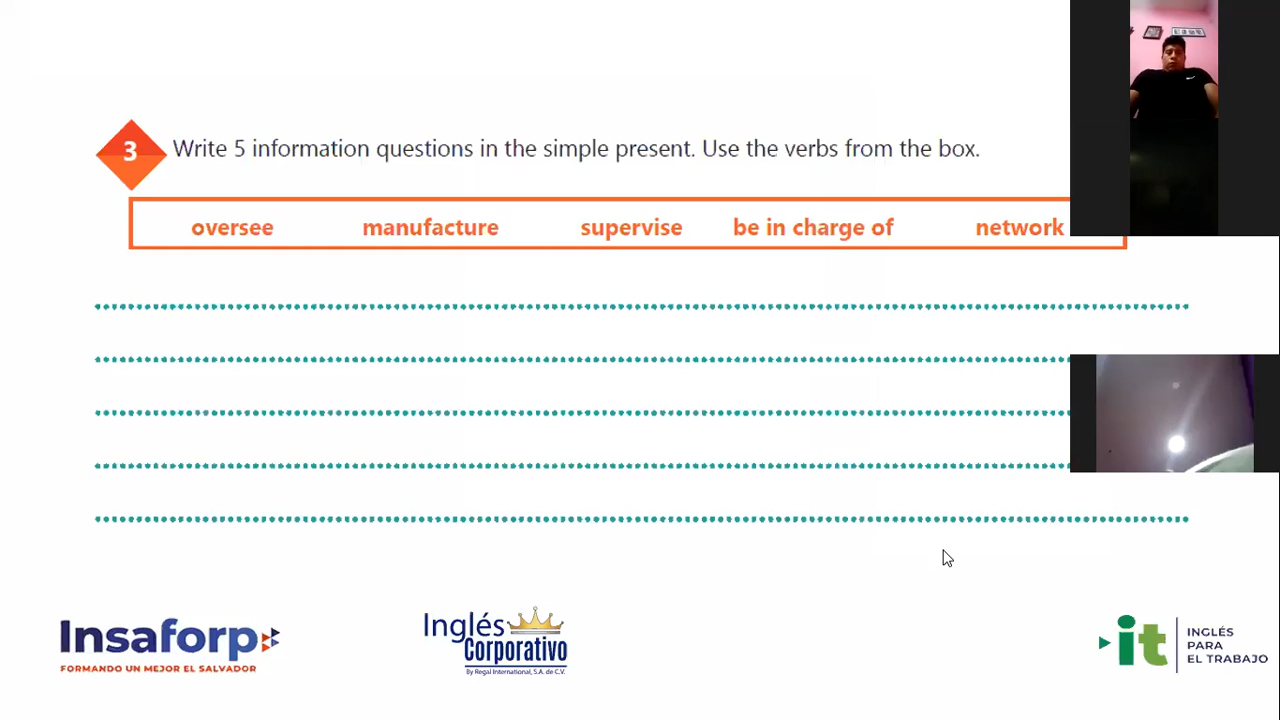 3 Write 5 information questions in the simple present. Use the verbs from the box.
oversee manufacture supervise be in charge of network
Insaforp
FORMANDO UN MEJOR EL SALVADOR
Inglés
Corporativo
By Regal International, S.A. de C.V.
it
INGLÉS
PARA
EL TRABAJO